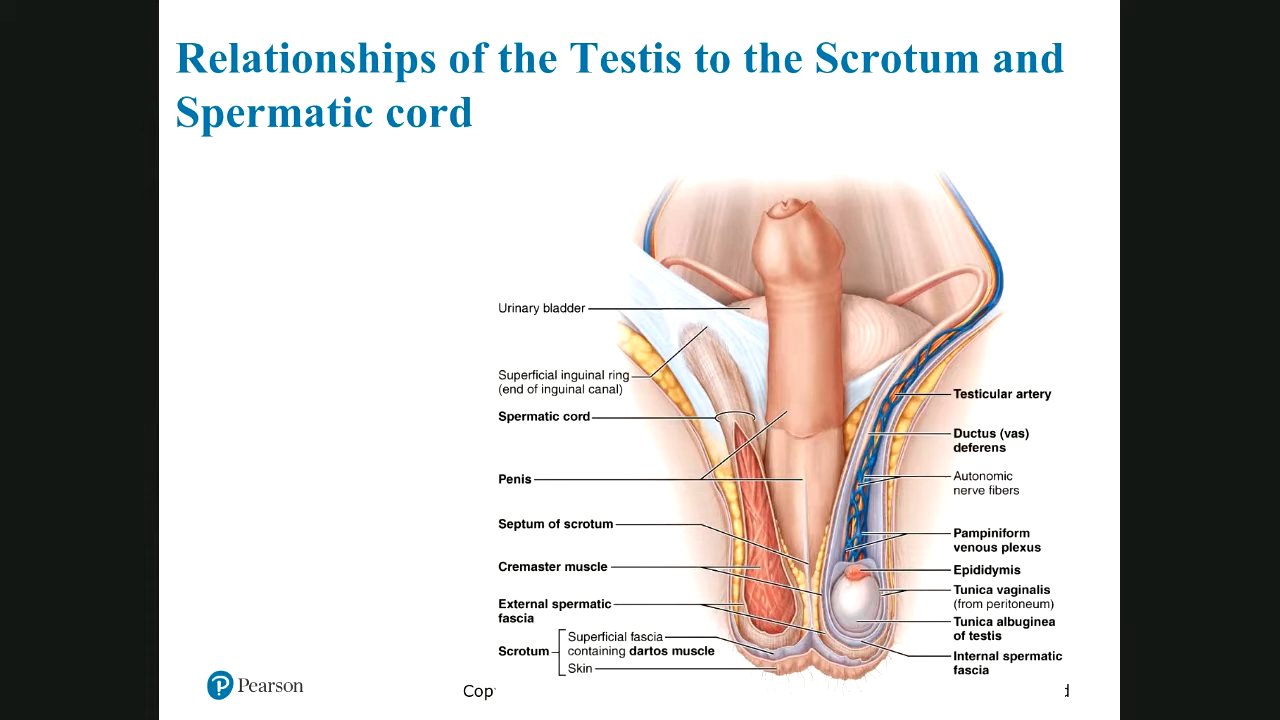 Relationships of the Testis to the Scrotum and
Spermatic cord
Urinary bladder
Superficial inguinal ring
(end of inguinal canal)
Spermatic cord
Penis
Septum of scrotum
Cremaster muscle
External spermatic
fascia
Scrotum
Superficial fascia
containing dartos muscle
Skin
Testicular artery
Ductus (vas)
deferens
Autonomic
nerve fibers
Pampiniform
venous plexus
Epididymis
Tunica vaginalis
(from peritoneum)
Tunica albuginea
of testis
Internal spermatic
fascia
P Pearson